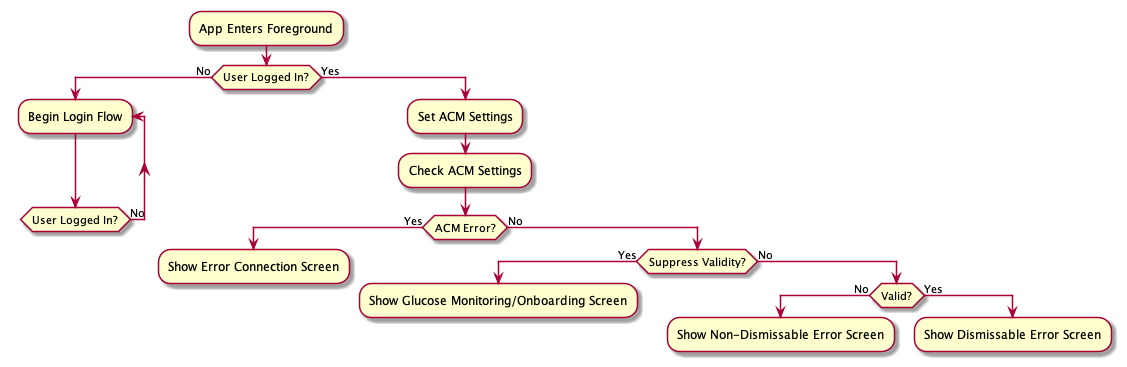 App Enters Foreground
No
User Logged In?
Yes
Begin Login Flow
Set ACM Settings
Check ACM Settings
User Logged In?
No
Yes
ACM Error?
No
Show Error Connection Screen
Yes
Suppress Validity?
No
Show Glucose Monitoring/Onboarding Screen
No
Valid?
Yes
Show Non-Dismissable Error Screen
Show Dismissable Error Screen